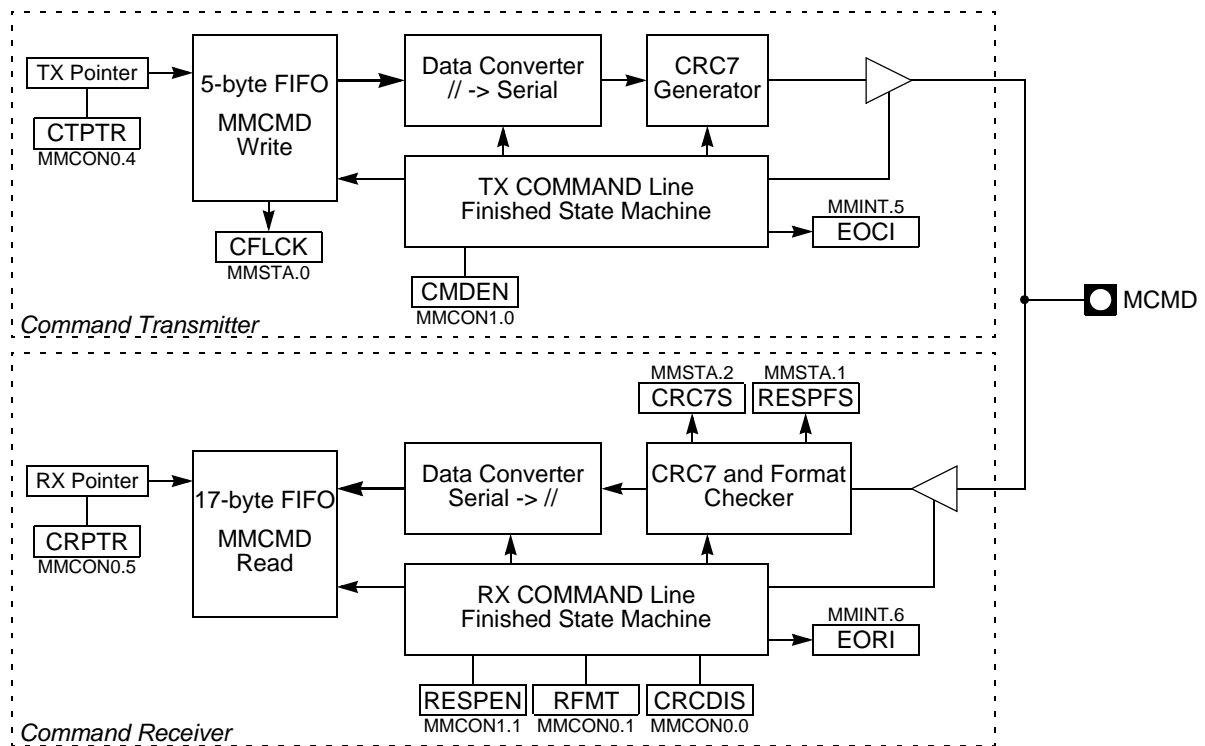 TX Pointer
CTPTR
MMCON0.4
5-byte FIFO
MMCMD
Write
CFLCK
MMSTA.0
Data Converter
// -> Serial
CRC7
Generator
TX COMMAND Line
Finished State Machine
MMINT.5
EOCI
CMDEN
MMCON1.0
Command Transmitter
MCMD
MMSTA.2
CRC7S
MMSTA.1
RESPFS
RX Pointer
CRPTR
MMCON0.5
17-byte FIFO
MMCMD
Read
Data Converter
Serial -> //
CRC7 and Format
Checker
RX COMMAND Line
Finished State Machine
MMINT.6
EORI
RESPEN
MMCON1.1
RFMT
MMCON0.1
CRCDIS
MMCON0.0
Command Receiver